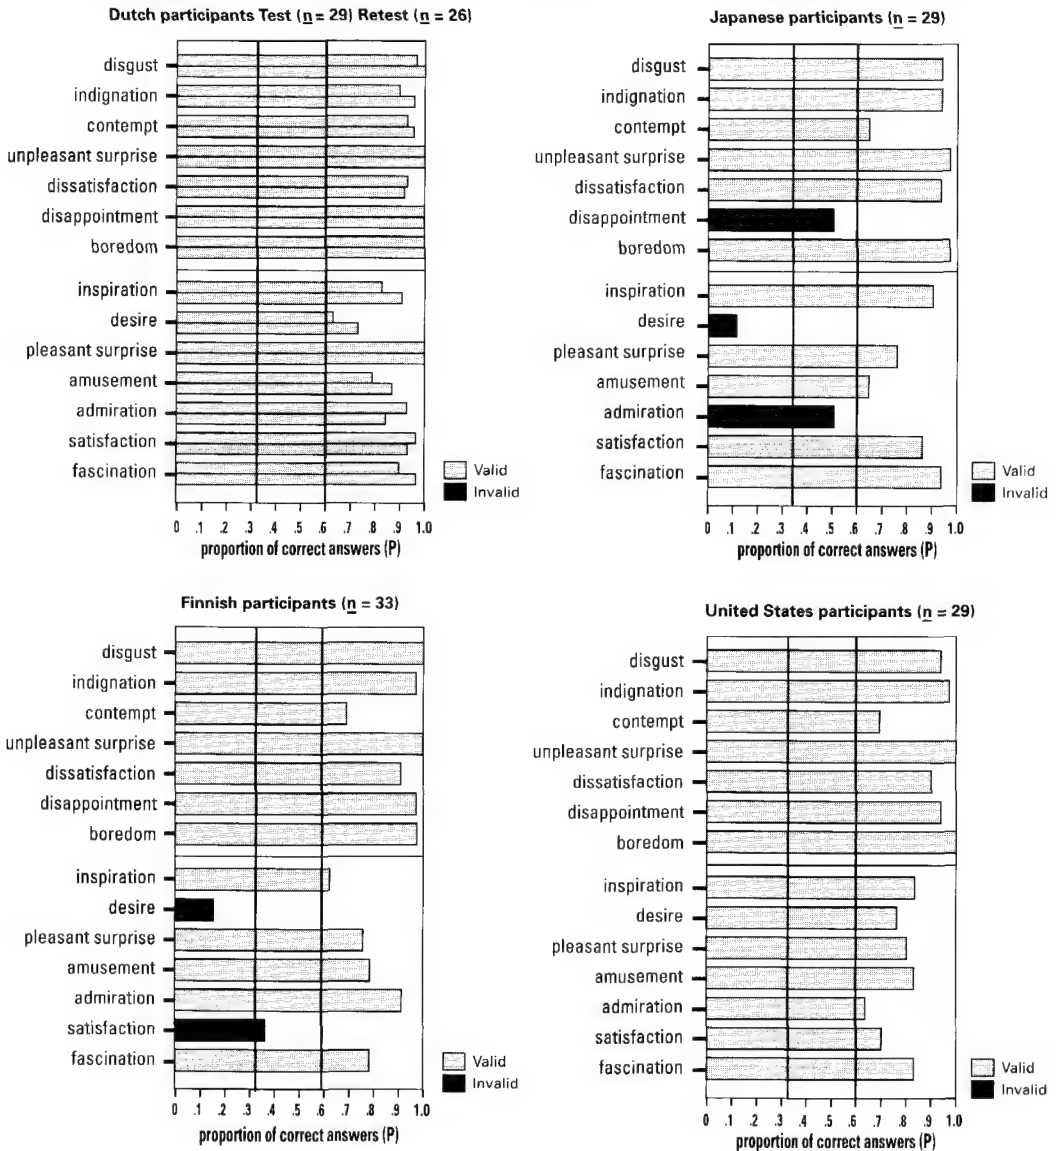 Dutch participants Test (n = 29) Retest (n = 26)
disgust
indignation
contempt
unpleasant surprise
dissatisfaction
disappointment
boredom
inspiration
desire
pleasant surprise
amusement
admiration
satisfaction
fascination
Valid
Invalid
0 .1 .2 .3 .4 .5 .6 .7 .8 .9 1.0
proportion of correct answers (P)
Japanese participants (n = 29)
disgust
indignation
contempt
unpleasant surprise
dissatisfaction
disappointment
boredom
inspiration
desire
pleasant surprise
amusement
admiration
satisfaction
fascination
Valid
Invalid
0 .1 .2 .3 .4 .5 .6 .7 .8 .9 1.0
proportion of correct answers (P)
Finnish participants (n = 33)
disgust
indignation
contempt
unpleasant surprise
dissatisfaction
disappointment
boredom
inspiration
desire
pleasant surprise
amusement
admiration
satisfaction
fascination
Valid
Invalid
0 .1 .2 .3 .4 .5 .6 .7 .8 .9 1.0
proportion of correct answers (P)
United States participants (n = 29)
disgust
indignation
contempt
unpleasant surprise
dissatisfaction
disappointment
boredom
inspiration
desire
pleasant surprise
amusement
admiration
satisfaction
fascination
Valid
Invalid
0 .1 .2 .3 .4 .5 .6 .7 .8 .9 1.0
proportion of correct answers (P)